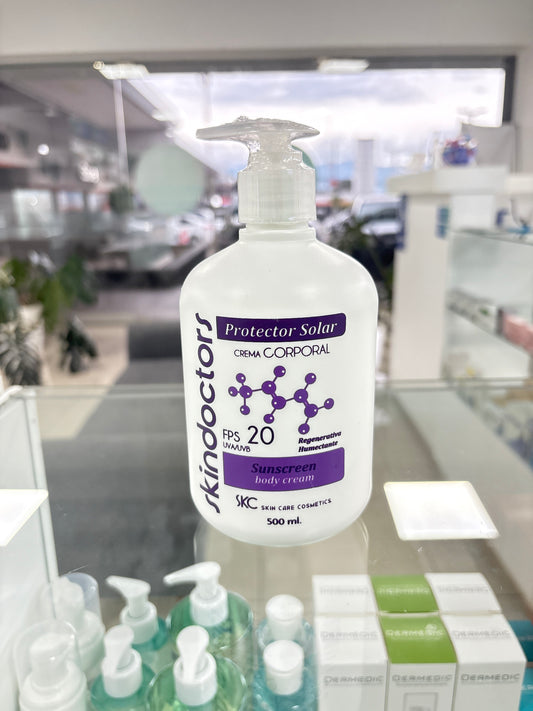 skindoctors
Protector Solar
CREMA CORPORAL
FPS 20
UVA/UVB
Regenerativa
Humectante
Sunscreen
body cream
SKC SKIN CARE COSMETICS
500 ml.
DERMEDIC
DERMEDIC
DERMEDIC
DERMEDIC
DERMEDIC
DERMEDIC